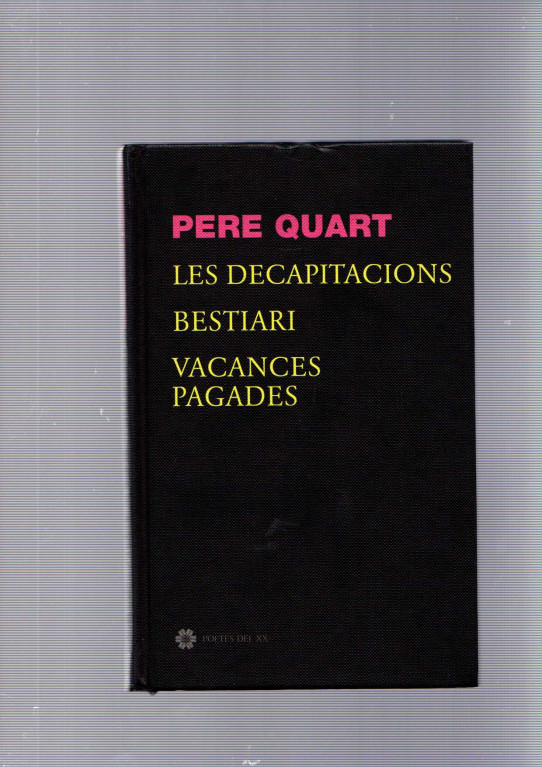 PERE QUART
LES DECAPITACIONS
BESTIARI
VACANCES
PAGADES
POETES DEL XX